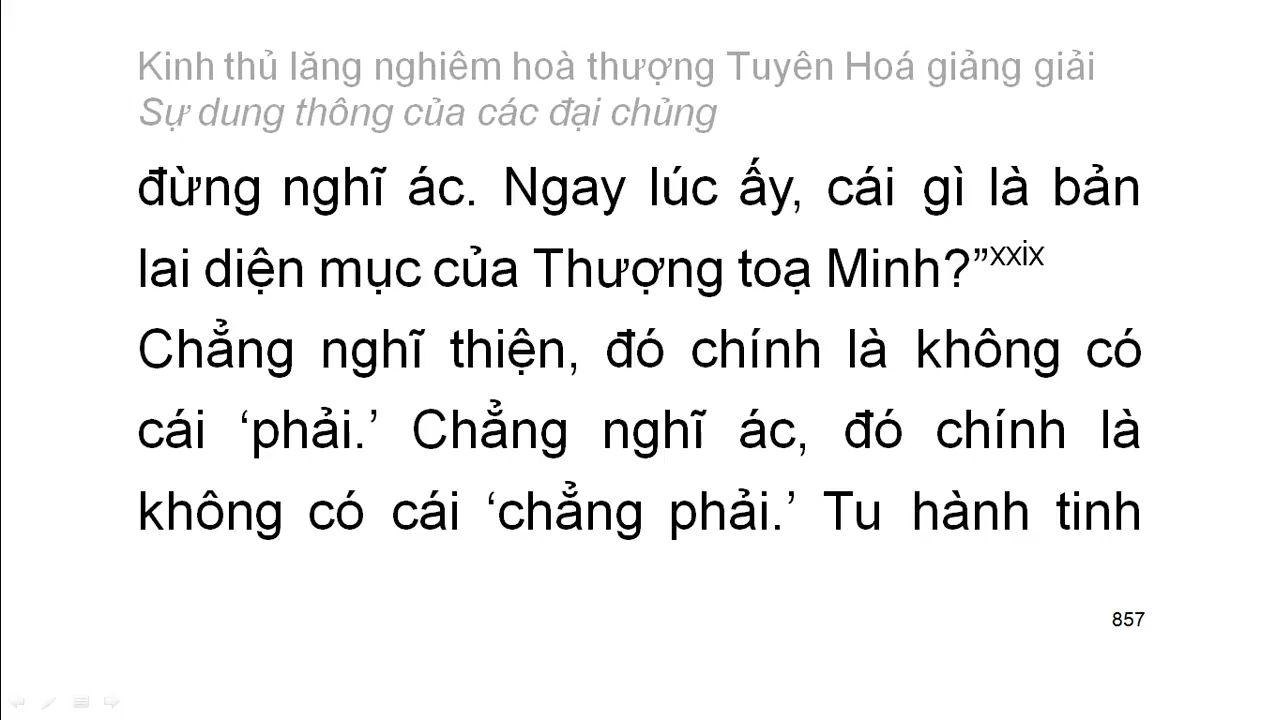 Kinh thủ lăng nghiêm hoà thượng Tuyên Hoá giảng giải
Sự dung thông của các đại chủng
đừng nghĩ ác. Ngay lúc ấy, cái gì là bản
lai diện mục của Thượng toạ Minh?”xxix
Chẳng nghĩ thiện, đó chính là không có
cái ‘phải.’ Chẳng nghĩ ác, đó chính là
không có cái ‘chẳng phải.’ Tu hành tinh
857